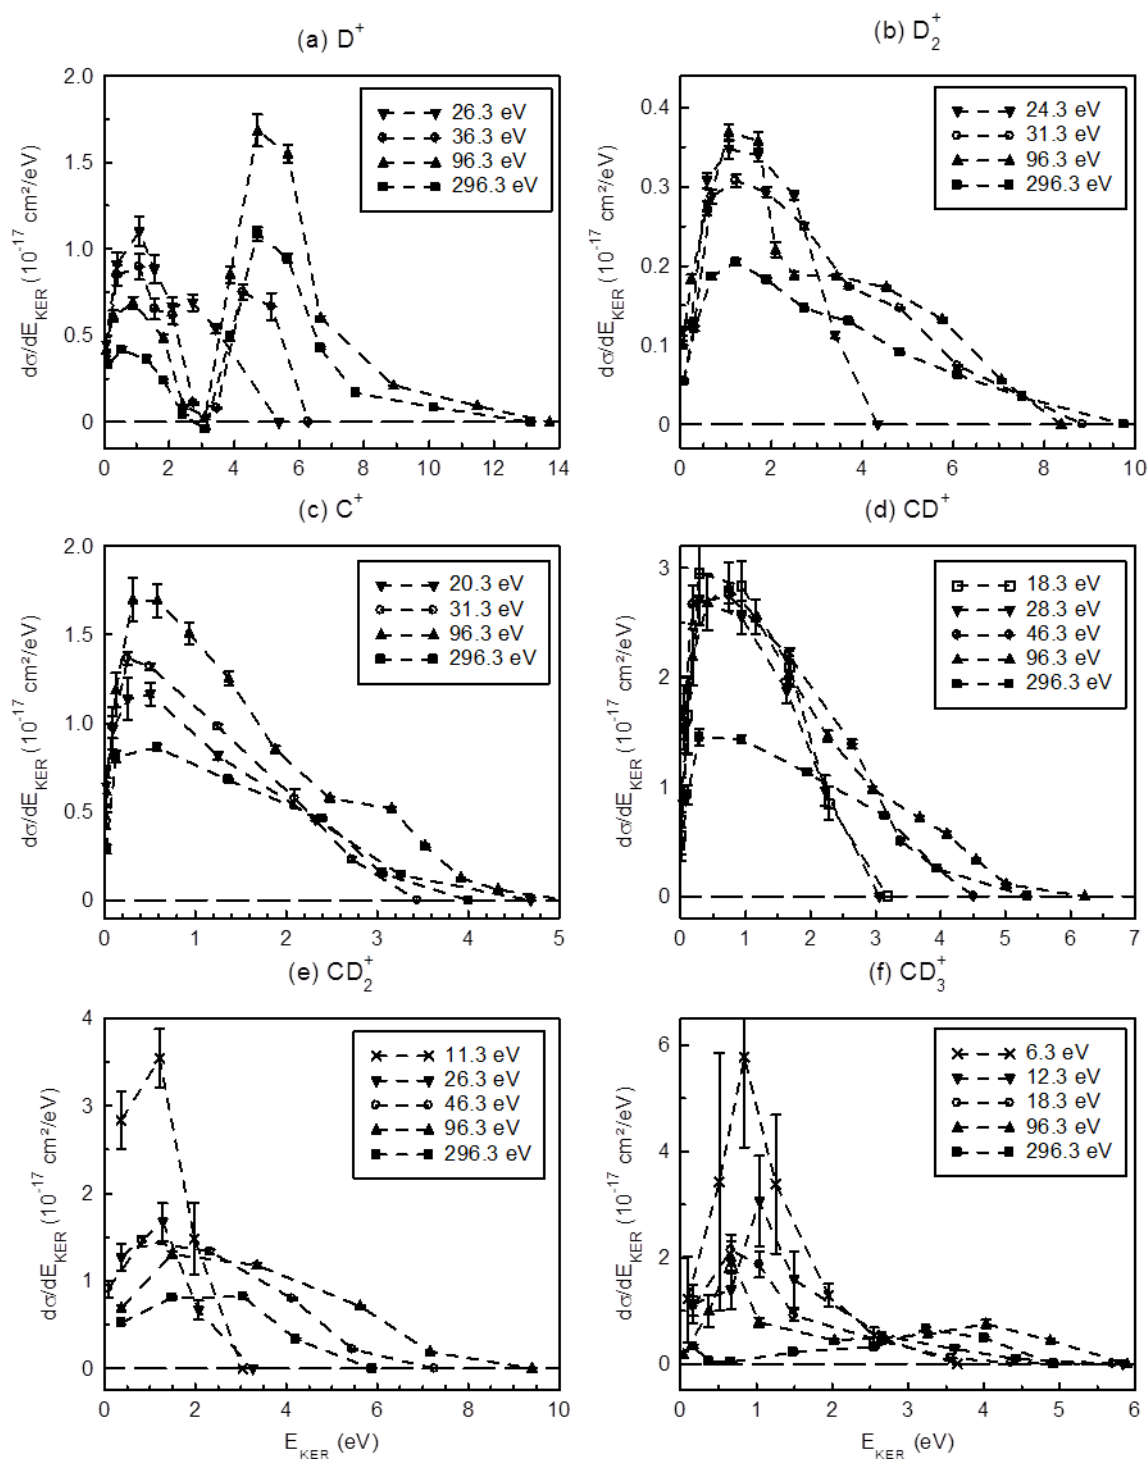 (a) D⁺
dσ/dE_KER (10⁻¹⁷ cm²/eV)
2.0
1.5
1.0
0.5
0
26.3 eV
36.3 eV
96.3 eV
296.3 eV
0 2 4 6 8 10 12 14
(b) D₂⁺
dσ/dE_KER (10⁻¹⁷ cm²/eV)
0.4
0.3
0.2
0.1
0
24.3 eV
31.3 eV
96.3 eV
296.3 eV
0 2 4 6 8 10
(c) C⁺
dσ/dE_KER (10⁻¹⁷ cm²/eV)
2.0
1.5
1.0
0.5
0
20.3 eV
31.3 eV
96.3 eV
296.3 eV
0 1 2 3 4 5
(d) CD⁺
dσ/dE_KER (10⁻¹⁷ cm²/eV)
3
2
1
0
18.3 eV
28.3 eV
46.3 eV
96.3 eV
296.3 eV
0 1 2 3 4 5 6 7
(e) CD₂⁺
dσ/dE_KER (10⁻¹⁷ cm²/eV)
4
3
2
1
0
11.3 eV
26.3 eV
46.3 eV
96.3 eV
296.3 eV
0 2 4 6 8 10
E_KER (eV)
(f) CD₃⁺
dσ/dE_KER (10⁻¹⁷ cm²/eV)
6
4
2
0
6.3 eV
12.3 eV
18.3 eV
96.3 eV
296.3 eV
0 1 2 3 4 5 6
E_KER (eV)